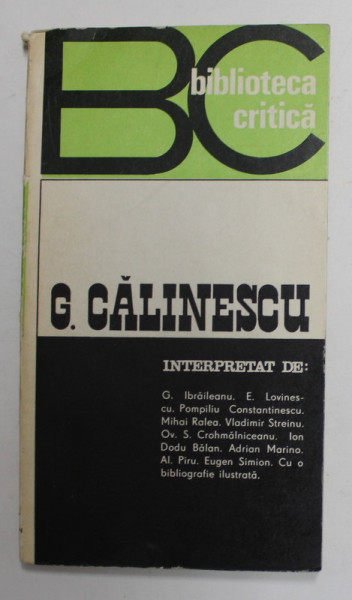 BC
biblioteca
critică
G. CĂLINESCU
INTERPRETAT DE:
G. Ibrăileanu. E. Lovines-
cu. Pompiliu Constantinescu.
Mihai Ralea. Vladimir Streinu.
Ov. S. Crohmălniceanu. Ion
Dodu Bălan. Adrian Marino.
Al. Piru. Eugen Simion. Cu o
bibliografie ilustrată.